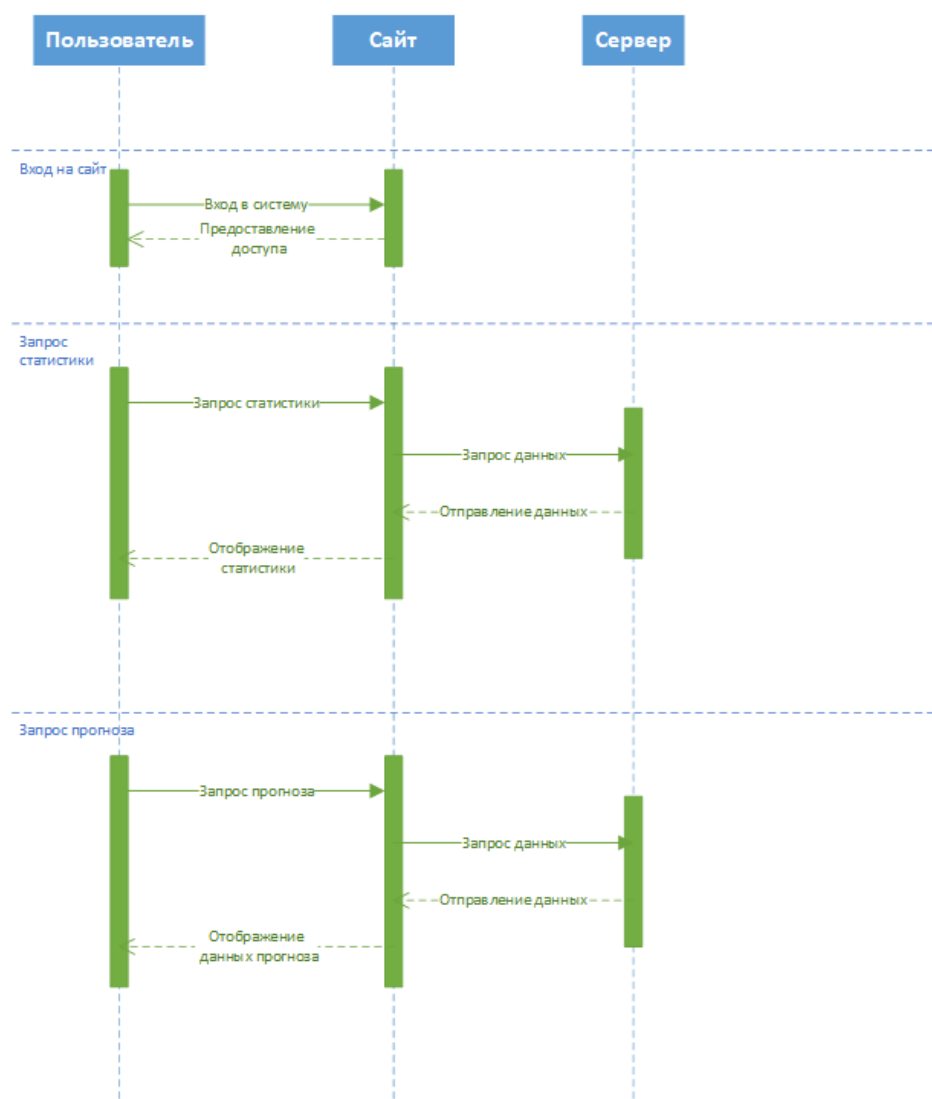 Пользователь
Сайт
Сервер
Вход на сайт
Вход в систему
Предоставление
доступа
Запрос
статистики
Запрос статистики
Запрос данных
Отправление данных
Отображение
статистики
Запрос прогноза
Запрос прогноза
Запрос данных
Отправление данных
Отображение
данных прогноза